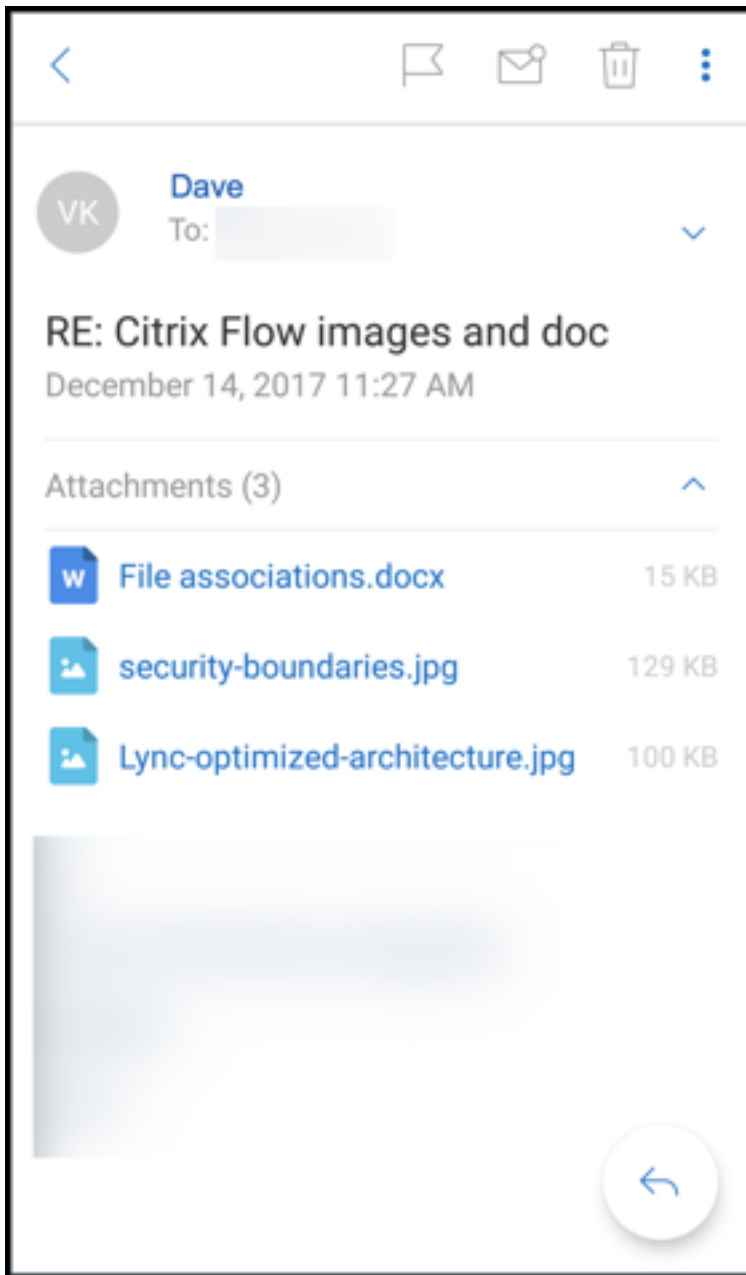 VK
Dave
To:
RE: Citrix Flow images and doc
December 14, 2017 11:27 AM
Attachments (3)
W File associations.docx 15 KB
security-boundaries.jpg 129 KB
Lync-optimized-architecture.jpg 100 KB